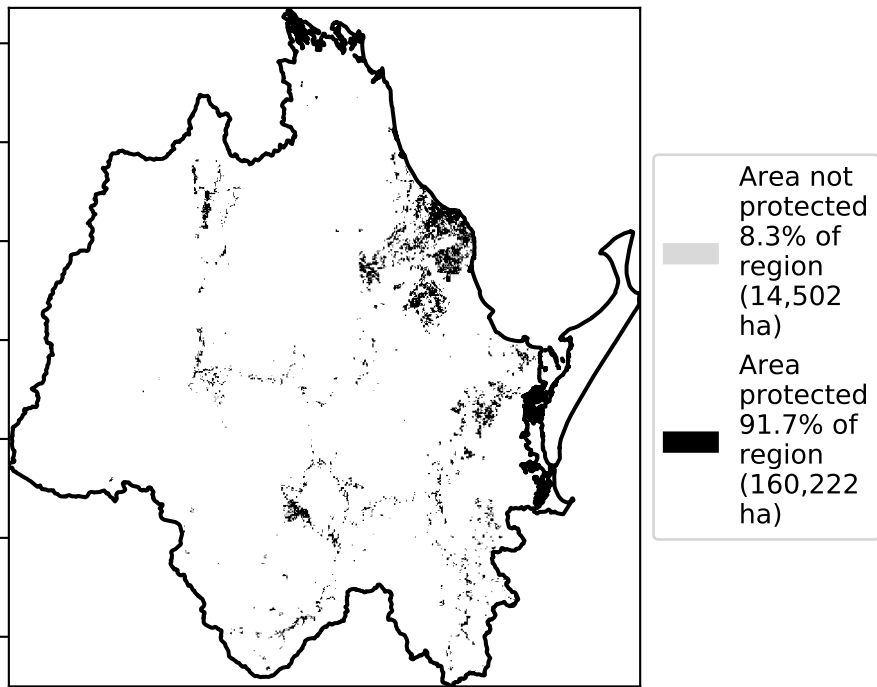 Area not
protected
8.3% of
region
(14,502
ha)
Area
protected
91.7% of
region
(160,222
ha)